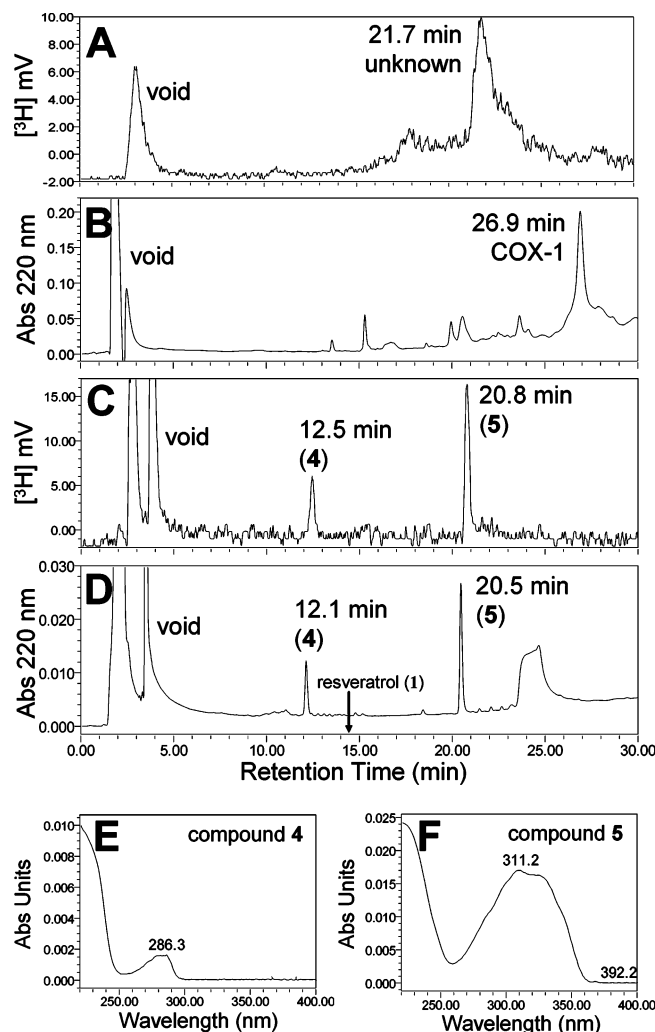 A
[³H] mV
10.00
8.00
6.00
4.00
2.00
0.00
-2.00
void
21.7 min
unknown
B
Abs 220 nm
0.20
0.15
0.10
0.05
0.00
void
26.9 min
COX-1
C
[³H] mV
15.00
10.00
5.00
0.00
void
12.5 min
(4)
20.8 min
(5)
D
Abs 220 nm
0.030
0.020
0.010
0.000
void
12.1 min
(4)
resveratrol (1)
20.5 min
(5)
0.00 5.00 10.00 15.00 20.00 25.00 30.00
Retention Time (min)
E
compound 4
Abs Units
0.010
0.008
0.006
0.004
0.002
0.000
286.3
250.00 300.00 350.00 400.00
Wavelength (nm)
F
compound 5
Abs Units
0.025
0.020
0.015
0.010
0.005
0.000
311.2
392.2
250.00 300.00 350.00 400.00
Wavelength (nm)